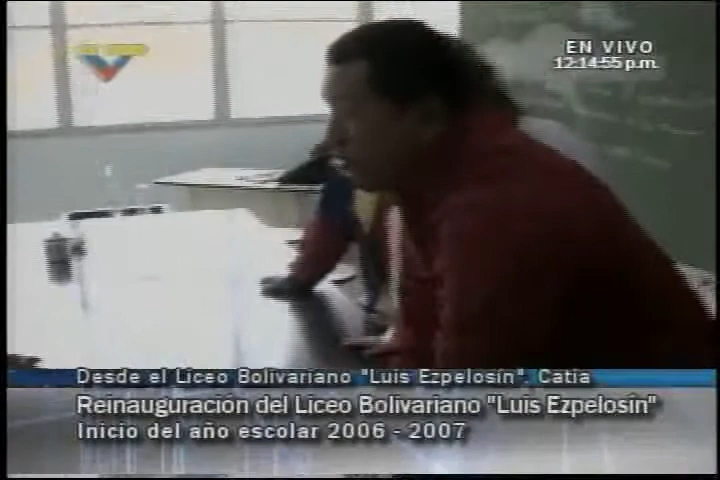 EN VIVO
12:14:55 p.m.
Desde el Liceo Bolivariano "Luis Ezpelosín". Catia
Reinauguración del Liceo Bolivariano "Luis Ezpelosín"
Inicio del año escolar 2006 - 2007